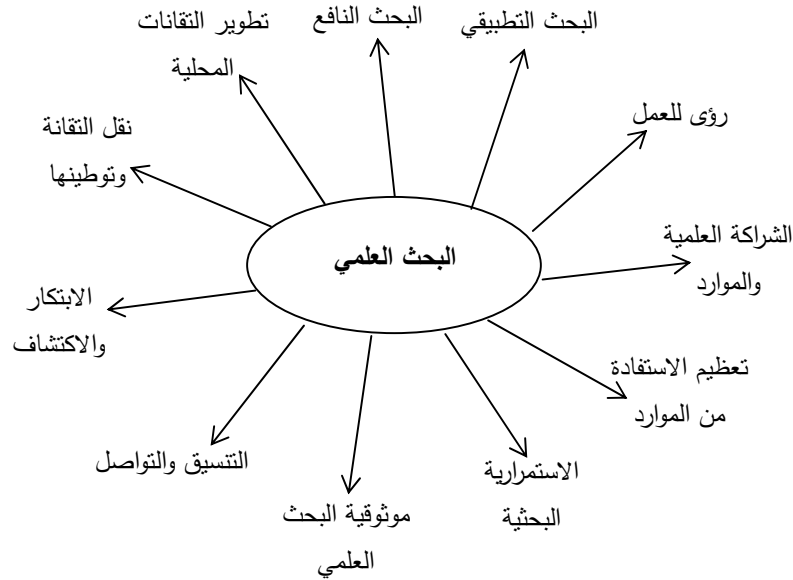 البحث التطبيقي
البحث النافع
تطوير التقانات
المحلية
رؤى للعمل
نقل التقانة
وتوطينها
الشراكة العلمية
والموارد
البحث العلمي
الابتكار
والاكتشاف
تعظيم الاستفادة
من الموارد
التنسيق والتواصل
الاستمرارية
البحثية
موثوقية البحث
العلمي